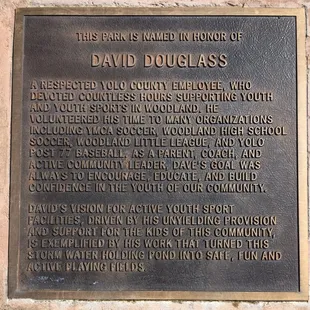 THIS PARK IS NAMED IN HONOR OF
DAVID DOUGLASS
A RESPECTED YOLO COUNTY EMPLOYEE, WHO
DEVOTED COUNTLESS HOURS SUPPORTING YOUTH
AND YOUTH SPORTS IN WOODLAND. HE
VOLUNTEERED HIS TIME TO MANY ORGANIZATIONS
INCLUDING YMCA SOCCER, WOODLAND HIGH SCHOOL
SOCCER, WOODLAND LITTLE LEAGUE, AND YOLO
POST 77 BASEBALL. AS A PARENT, COACH, AND
ACTIVE COMMUNITY LEADER, DAVE'S GOAL WAS
ALWAYS TO ENCOURAGE, EDUCATE, AND BUILD
CONFIDENCE IN THE YOUTH OF OUR COMMUNITY.
DAVID'S VISION FOR ACTIVE YOUTH SPORT
FACILITIES, DRIVEN BY HIS UNYIELDING PROVISION
AND SUPPORT FOR THE KIDS OF THIS COMMUNITY,
IS EXEMPLIFIED BY HIS WORK THAT TURNED THIS
STORM WATER HOLDING POND INTO SAFE, FUN AND
ACTIVE PLAYING FIELDS.